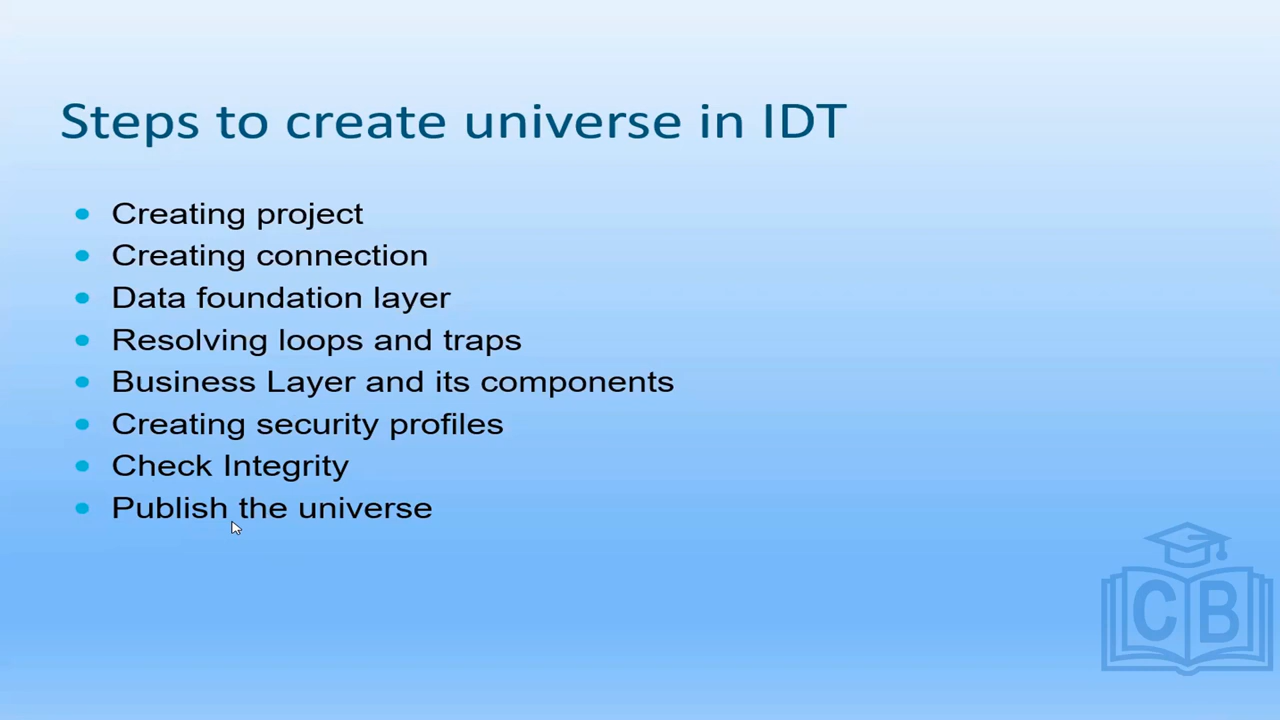 Steps to create universe in IDT
Creating project
Creating connection
Data foundation layer
Resolving loops and traps
Business Layer and its components
Creating security profiles
Check Integrity
Publish the universe
CB